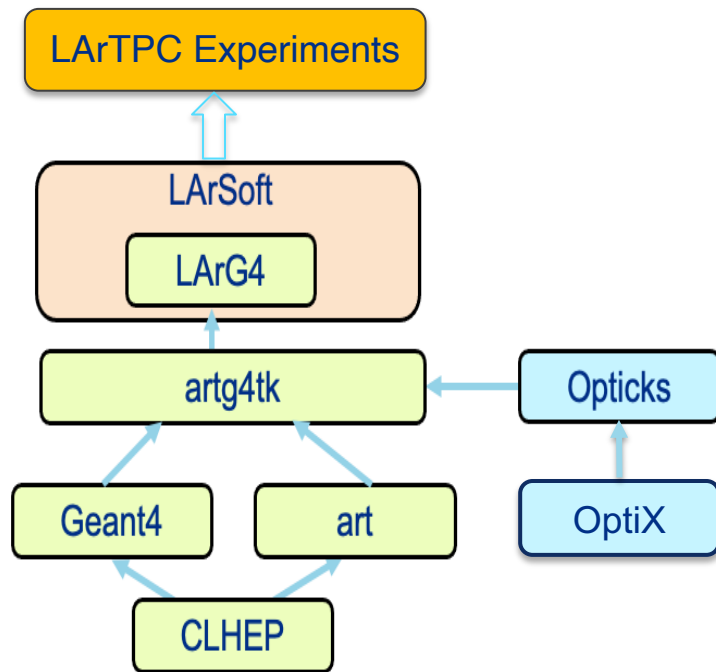 LArTPC Experiments
LArSoft
LArG4
artg4tk
Opticks
Geant4
art
OptiX
CLHEP